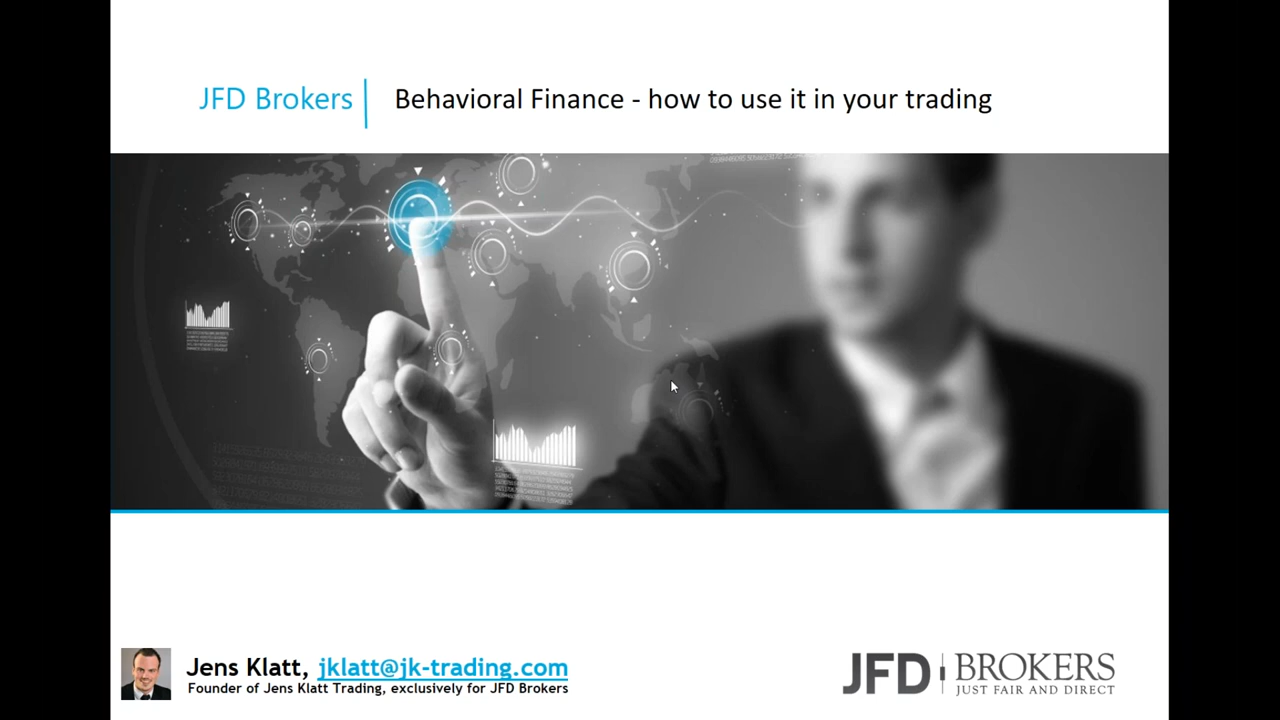 JFD Brokers
Behavioral Finance - how to use it in your trading
Jens Klatt, jklatt@jk-trading.com
Founder of Jens Klatt Trading, exclusively for JFD Brokers
JFD BROKERS
JUST FAIR AND DIRECT